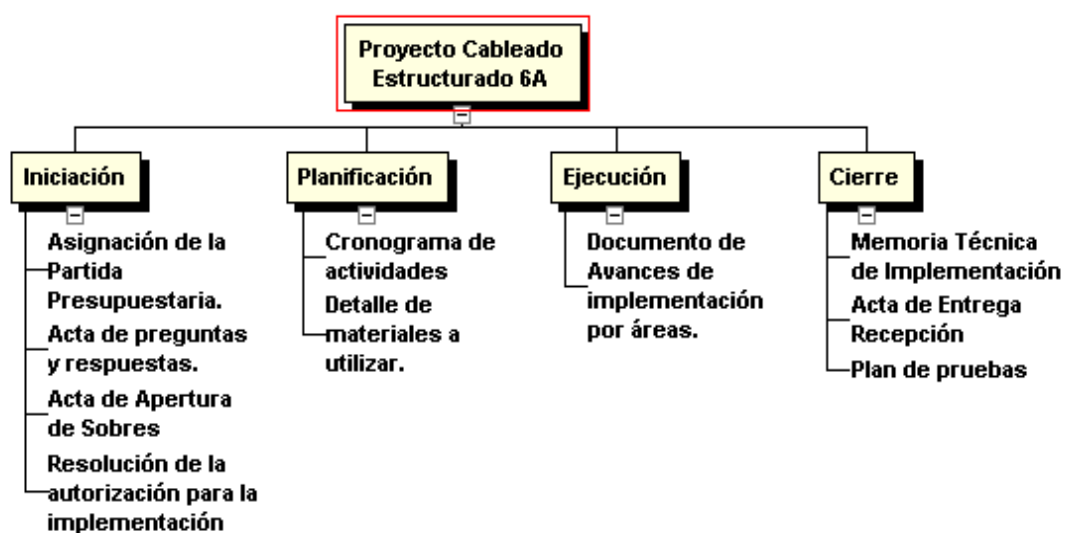 Proyecto Cableado
Estructurado 6A
Iniciación
Planificación
Ejecución
Cierre
Asignación de la
Partida
Presupuestaria.
Acta de preguntas
y respuestas.
Acta de Apertura
de Sobres
Resolución de la
autorización para la
implementación
Cronograma de
actividades
Detalle de
materiales a
utilizar.
Documento de
Avances de
implementación
por áreas.
Memoria Técnica
de Implementación
Acta de Entrega
Recepción
Plan de pruebas